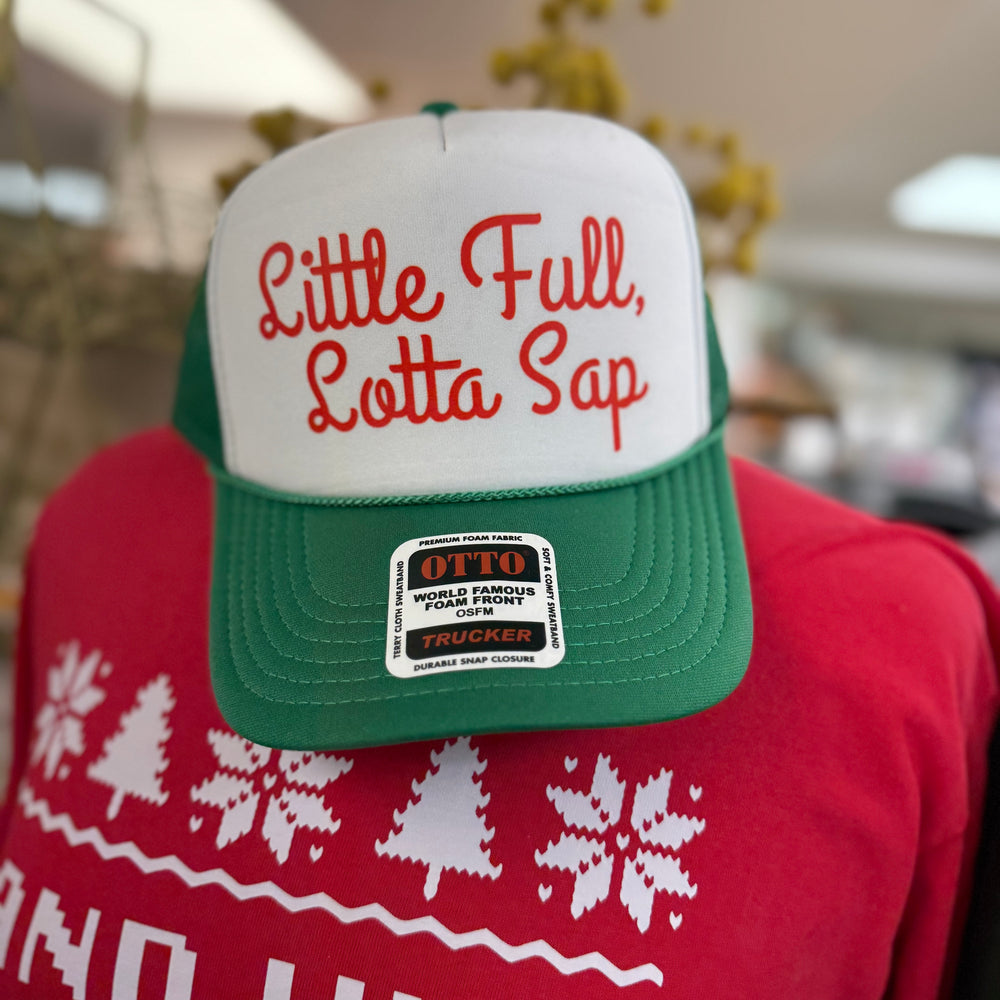 Little Full,
Lotta Sap
PREMIUM FOAM FABRIC
OTTO
WORLD FAMOUS
FOAM FRONT
OSFM
TRUCKER
DURABLE SNAP CLOSURE
TERRY CLOTH SWEATBAND
SOFT & COMFY SWEATBAND